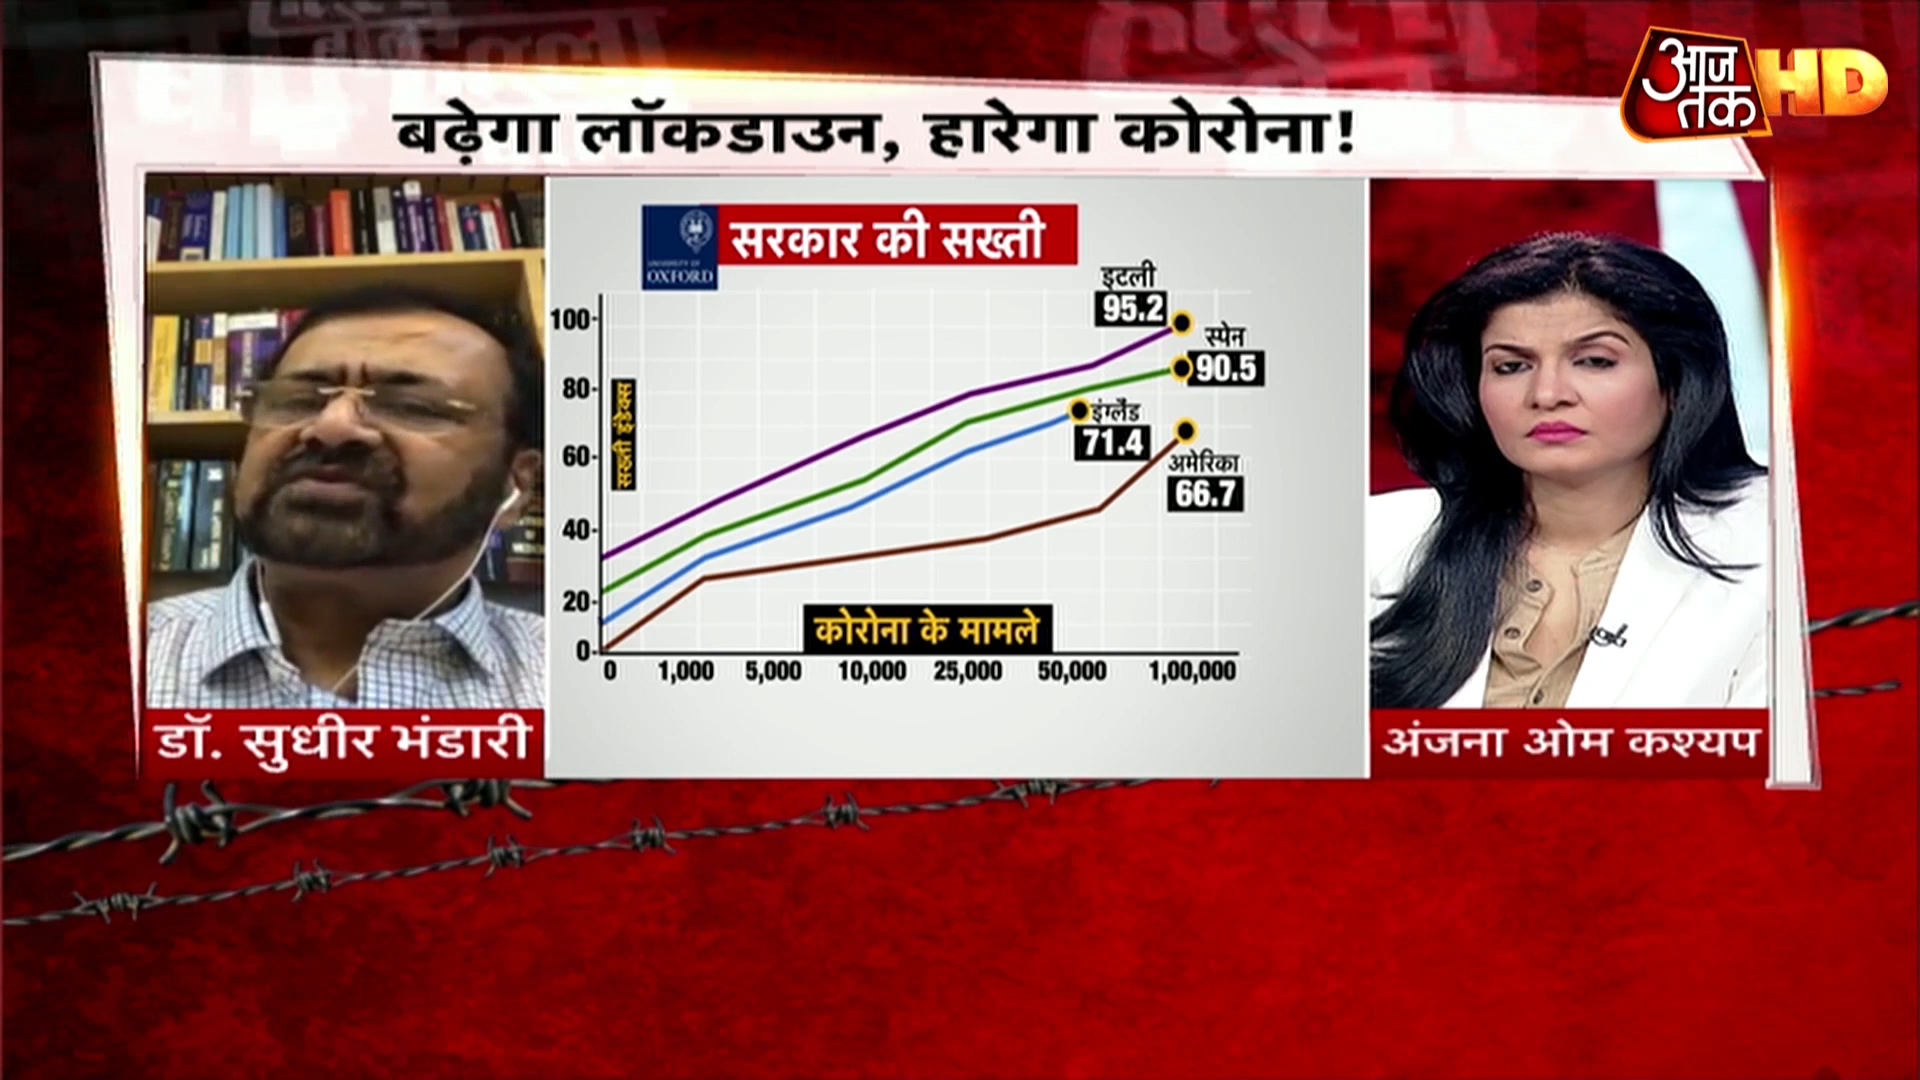 आज
तक HD
बढ़ेगा लॉकडाउन, हारेगा कोरोना!
UNIVERSITY OF
OXFORD
सरकार की सख्ती
इटली
95.2
स्पेन
90.5
इंग्लैंड
71.4
अमेरिका
66.7
सख्ती इंडेक्स
100
80
60
40
20
0
कोरोना के मामले
0 1,000 5,000 10,000 25,000 50,000 1,00,000
डॉ. सुधीर भंडारी
अंजना ओम कश्यप